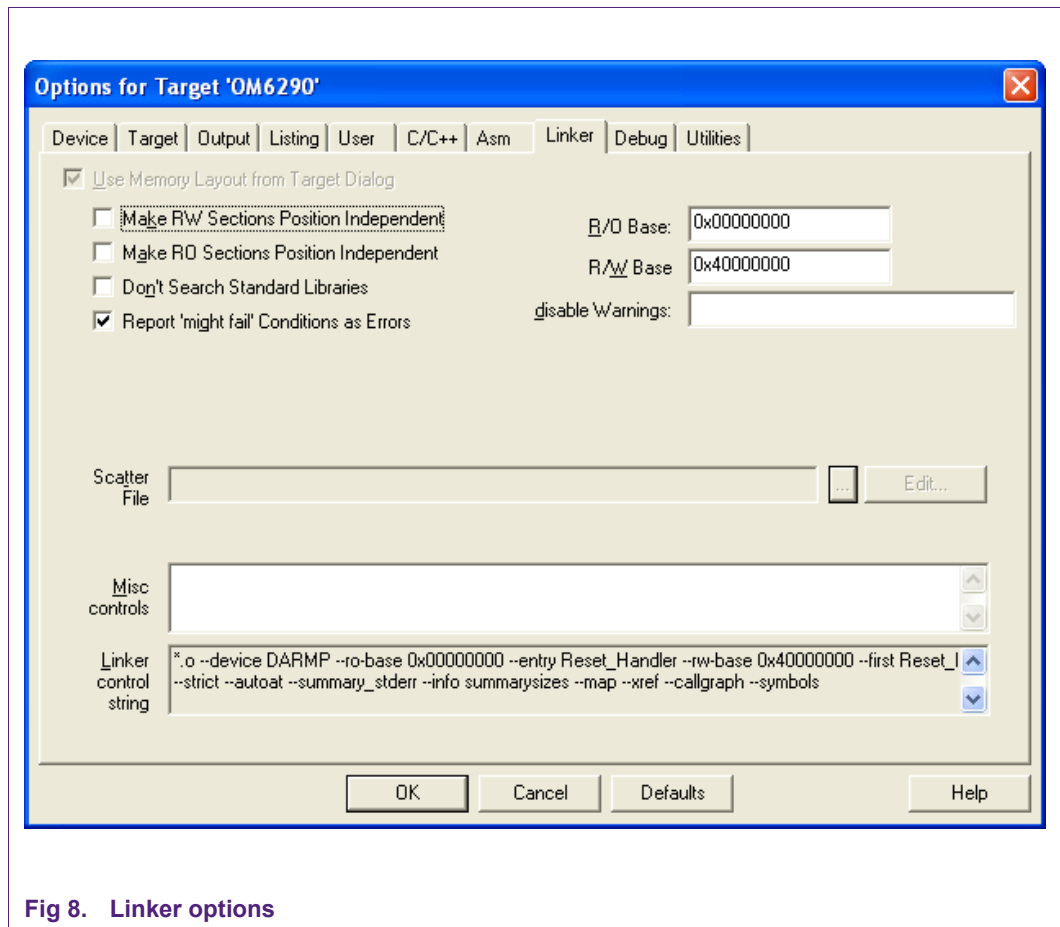 Options for Target 'OM6290'
Device Target Output Listing User C/C++ Asm Linker Debug Utilities
Use Memory Layout from Target Dialog
Make RW Sections Position Independent
Make RO Sections Position Independent
Don't Search Standard Libraries
Report 'might fail' Conditions as Errors
R/O Base: 0x00000000
R/W Base 0x40000000
disable Warnings:
Scatter
File
... Edit...
Misc
controls
Linker
control
string
*.o --device DARMP --ro-base 0x00000000 --entry Reset_Handler --rw-base 0x40000000 --first Reset_
--strict --autoat --summary_stderr --info summarysizes --map --xref --callgraph --symbols
OK Cancel Defaults Help
Fig 8. Linker options